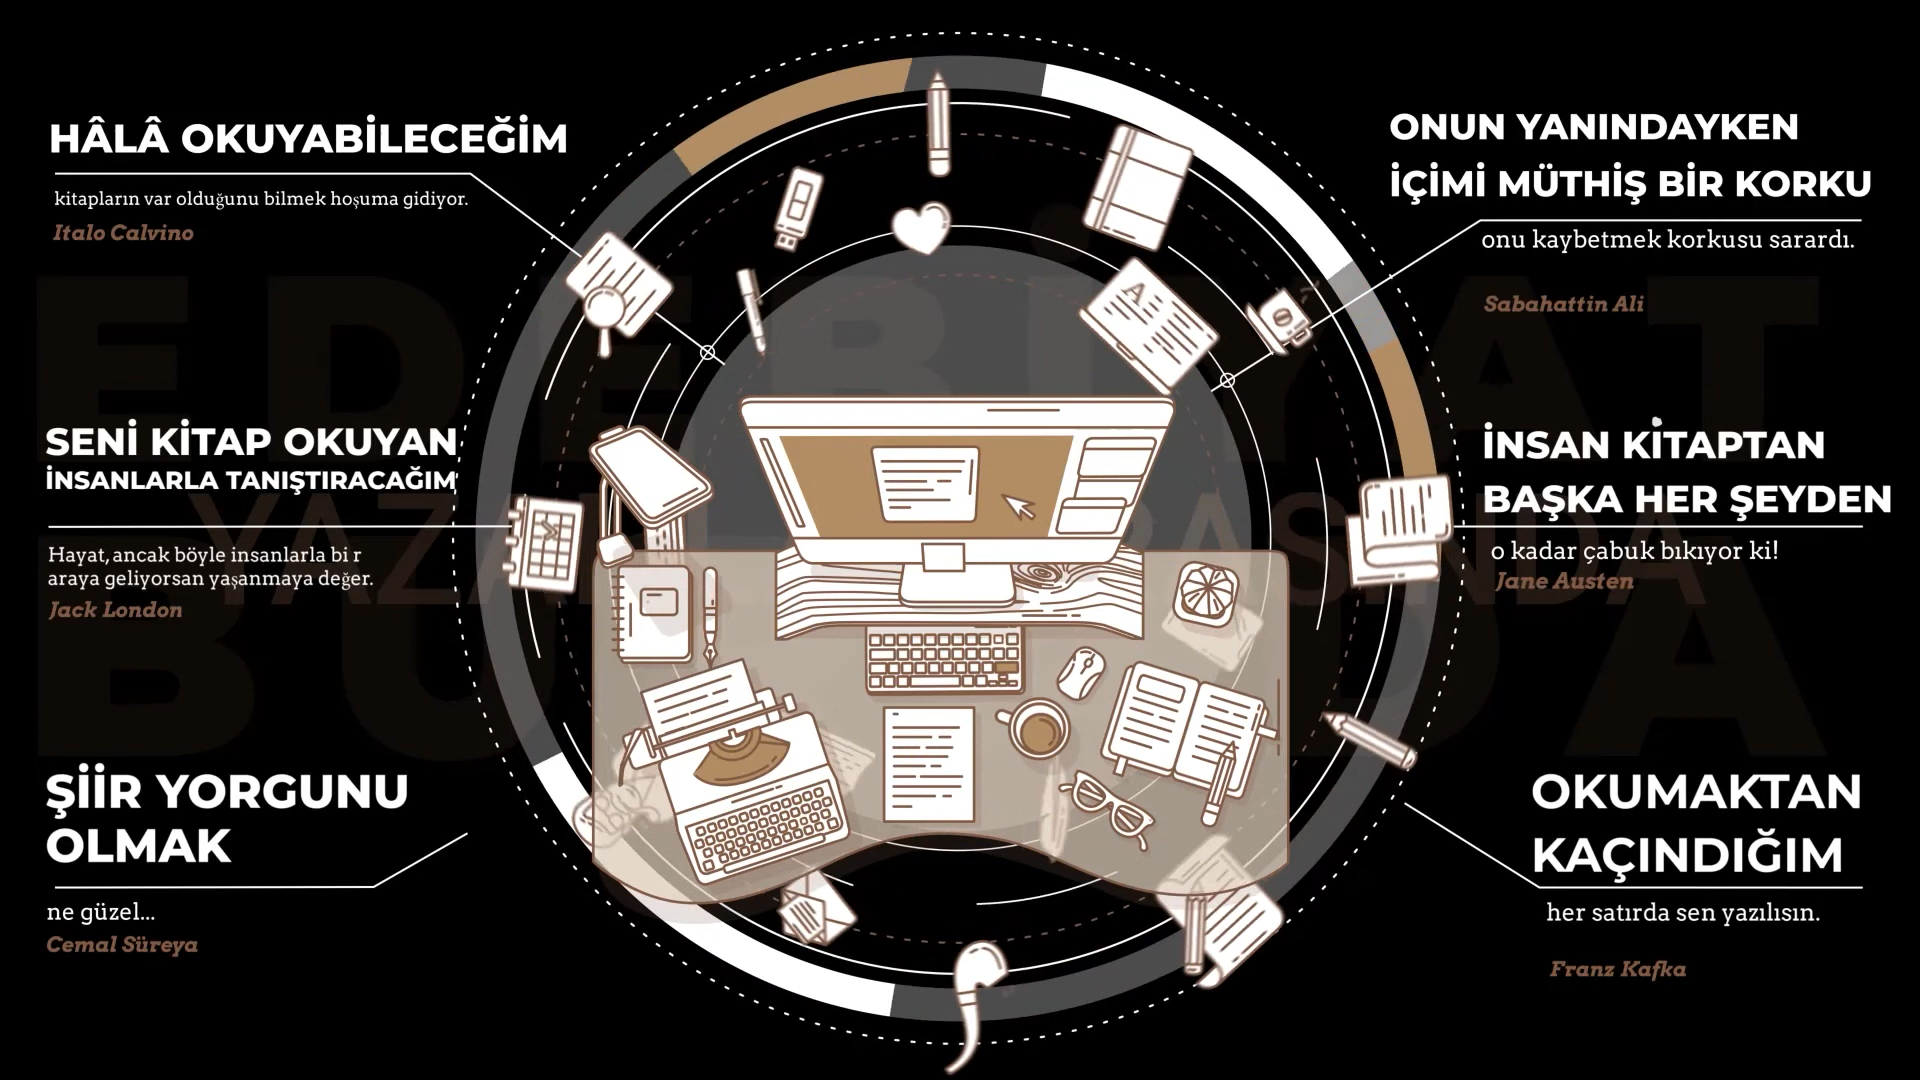 HÂLÂ OKUYABİLECEĞİM
kitapların var olduğunu bilmek hoşuma gidiyor.
Italo Calvino
SENİ KİTAP OKUYAN
İNSANLARLA TANIŞTIRACAĞIM
Hayat, ancak böyle insanlarla bi r
araya geliyorsan yaşanmaya değer.
Jack London
ŞİİR YORGUNU
OLMAK
ne güzel...
Cemal Süreya
ONUN YANINDAYKEN
İÇİMİ MÜTHİŞ BİR KORKU
onu kaybetmek korkusu sarardı.
Sabahattin Ali
İNSAN KİTAPTAN
BAŞKA HER ŞEYDEN
o kadar çabuk bıkıyor ki!
Jane Austen
OKUMAKTAN
KAÇINDIĞIM
her satırda sen yazılısın.
Franz Kafka
EDEBİYAT
A